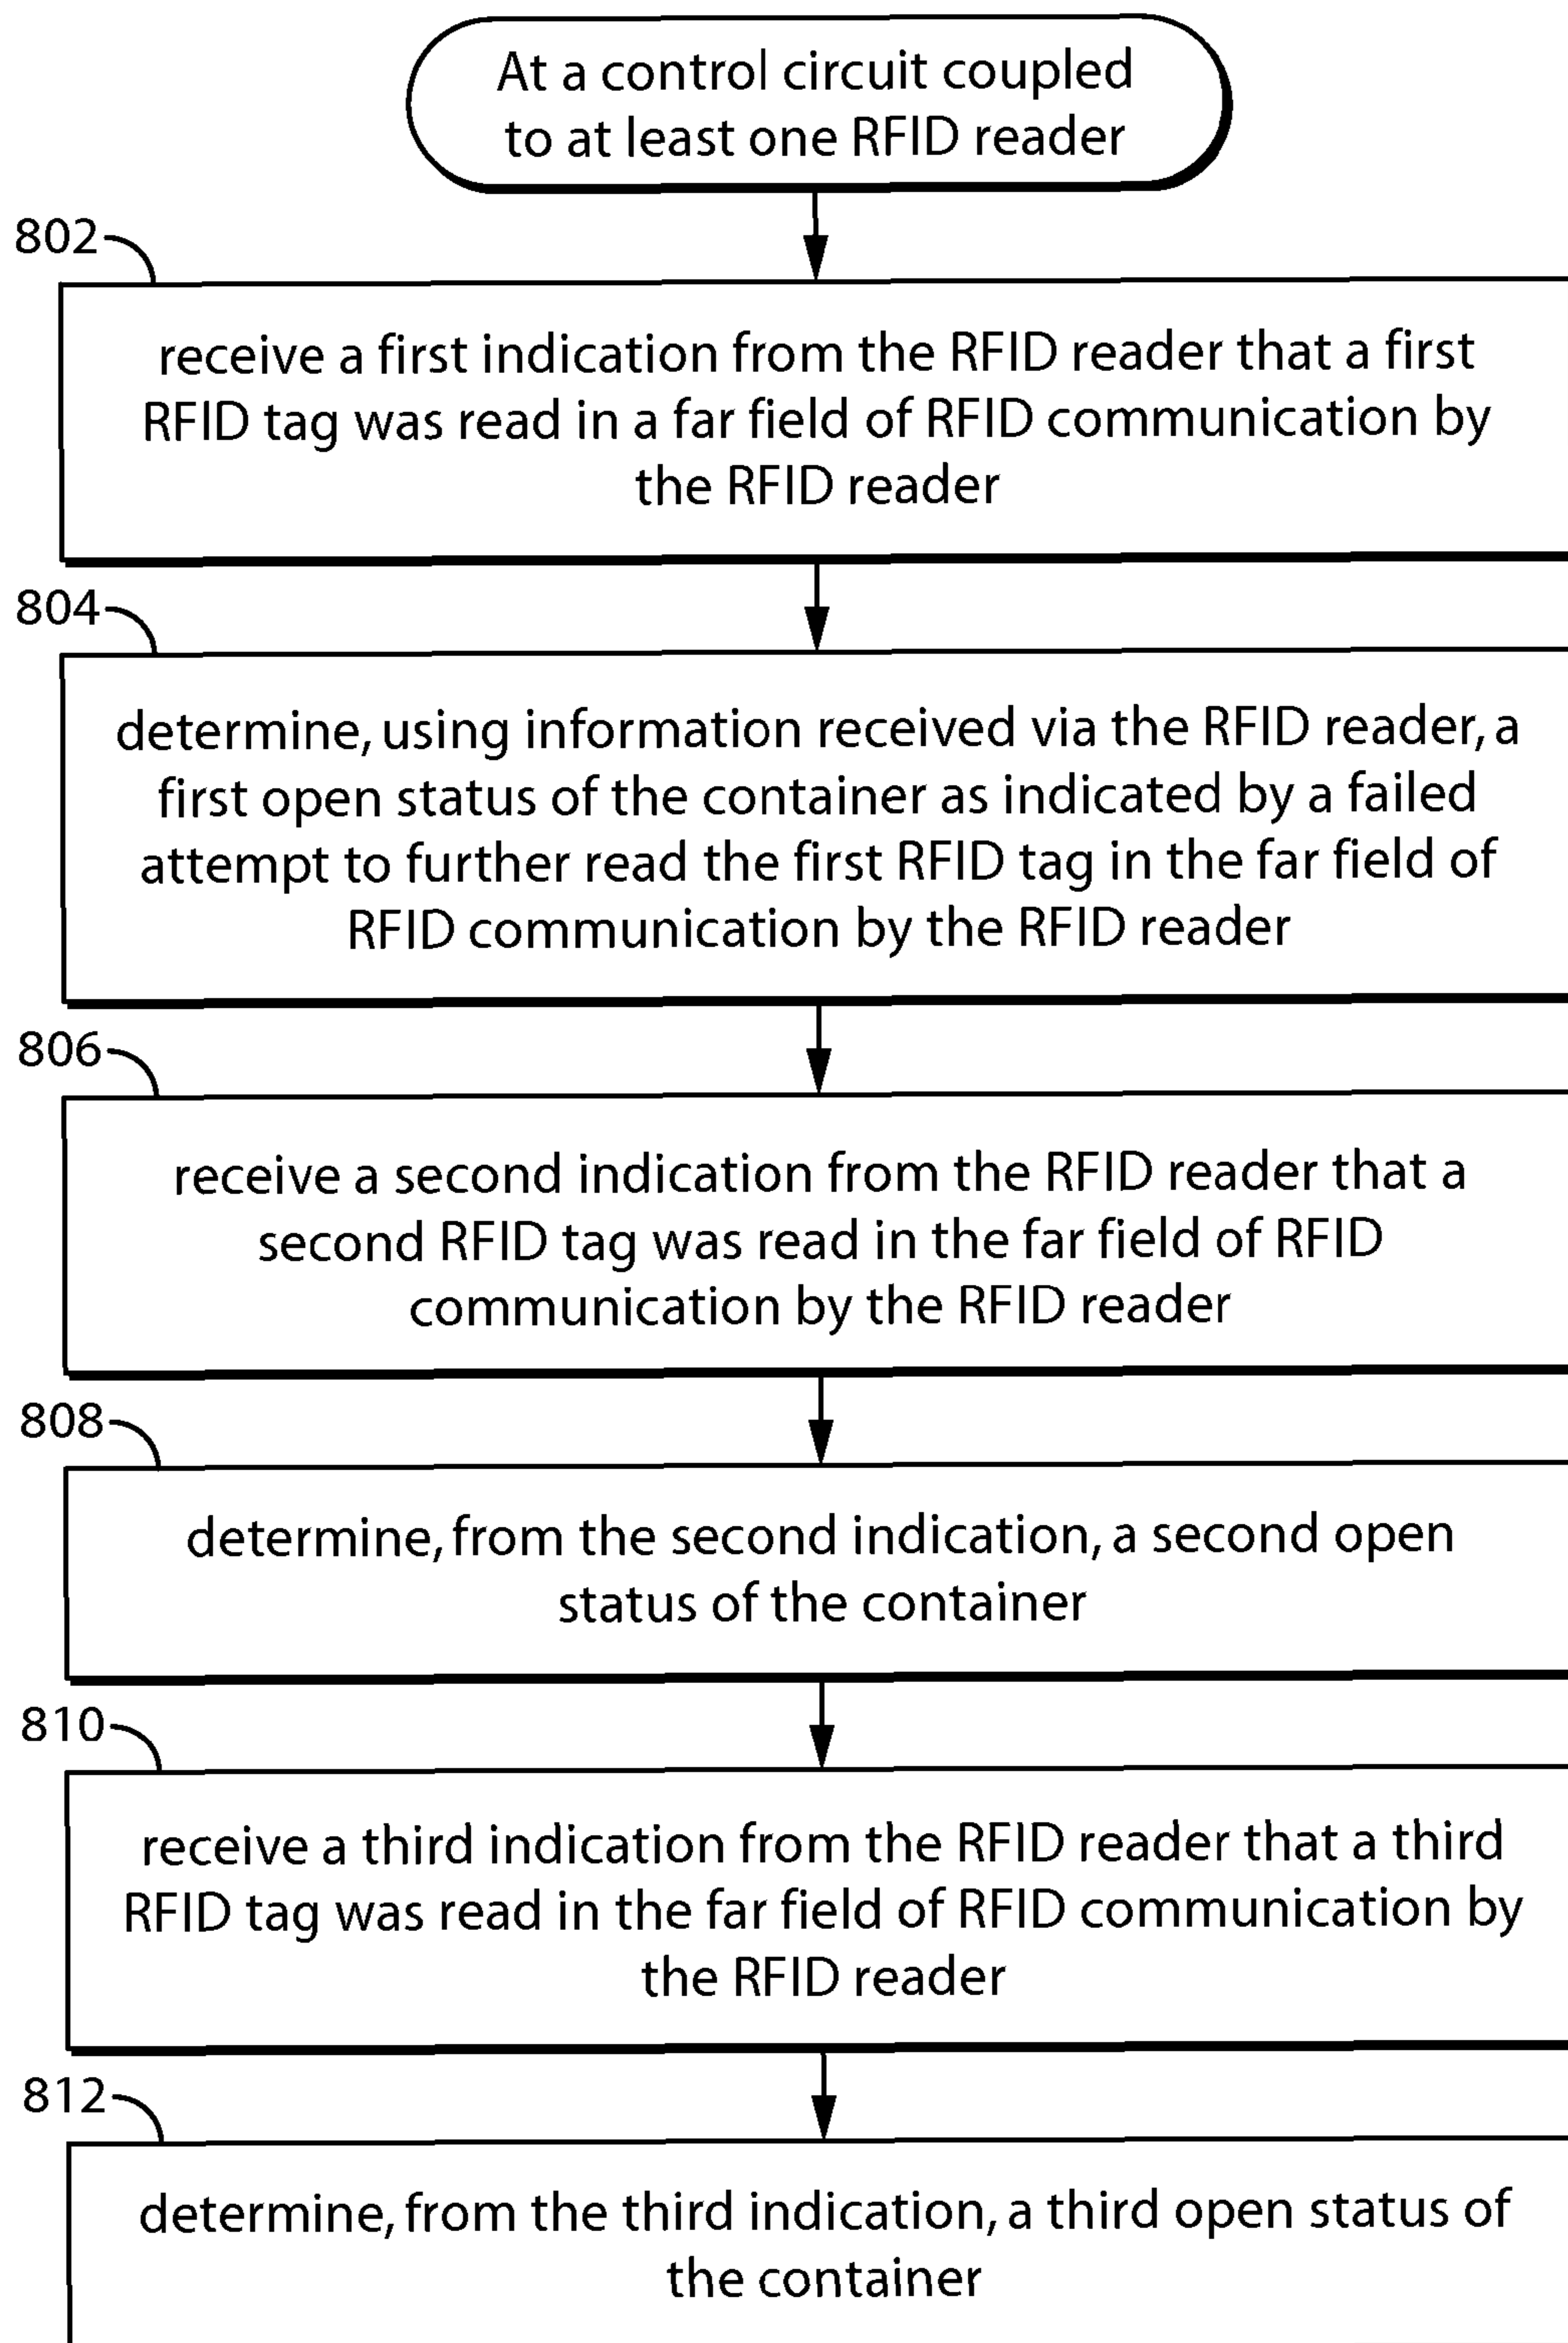 At a control circuit coupled
to at least one RFID reader
802
receive a first indication from the RFID reader that a first
RFID tag was read in a far field of RFID communication by
the RFID reader
804
determine, using information received via the RFID reader, a
first open status of the container as indicated by a failed
attempt to further read the first RFID tag in the far field of
RFID communication by the RFID reader
806
receive a second indication from the RFID reader that a
second RFID tag was read in the far field of RFID
communication by the RFID reader
808
determine, from the second indication, a second open
status of the container
810
receive a third indication from the RFID reader that a third
RFID tag was read in the far field of RFID communication by
the RFID reader
812
determine, from the third indication, a third open status of
the container